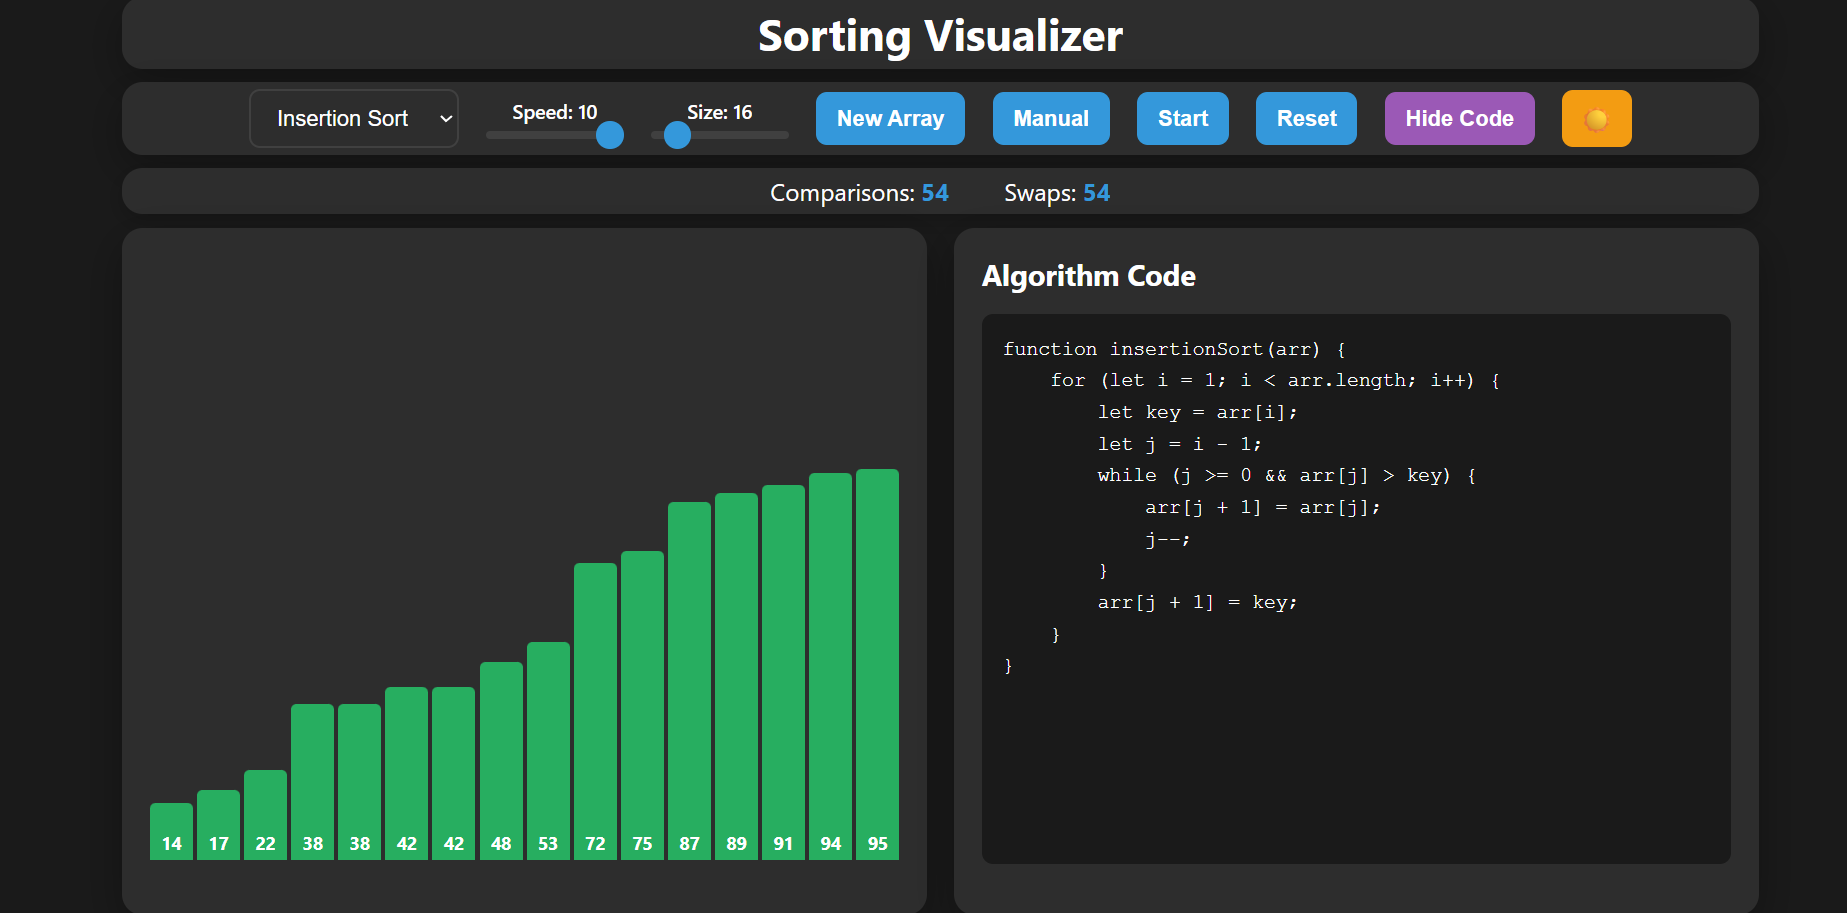 Sorting Visualizer
Insertion Sort Speed: 10 Size: 16 New Array Manual Start Reset Hide Code
Comparisons: 54 Swaps: 54
14 17 22 38 38 42 42 48 53 72 75 87 89 91 94 95
Algorithm Code
function insertionSort(arr) {
    for (let i = 1; i < arr.length; i++) {
        let key = arr[i];
        let j = i - 1;
        while (j >= 0 && arr[j] > key) {
            arr[j + 1] = arr[j];
            j--;
        }
        arr[j + 1] = key;
    }
}